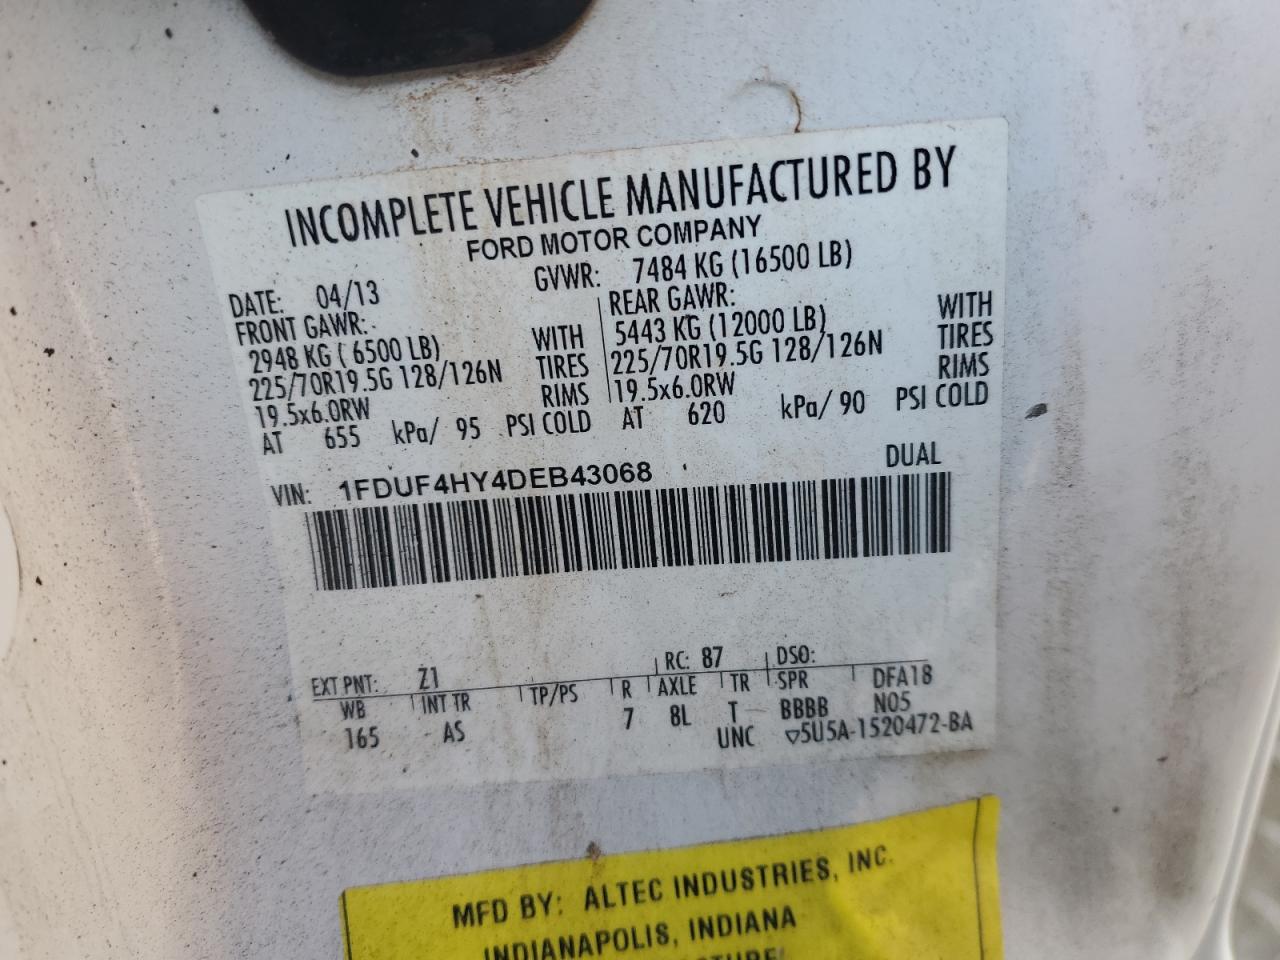 INCOMPLETE VEHICLE MANUFACTURED BY
FORD MOTOR COMPANY
DATE: 04/13 GVWR: 7484 KG (16500 LB)
FRONT GAWR: REAR GAWR:
2948 KG ( 6500 LB) WITH 5443 KG (12000 LB) WITH
225/70R19.5G 128/126N TIRES 225/70R19.5G 128/126N TIRES
19.5x6.0RW RIMS 19.5x6.0RW RIMS
AT 655 kPa/ 95 PSI COLD AT 620 kPa/ 90 PSI COLD
VIN: 1FDUF4HY4DEB43068 DUAL
EXT PNT: Z1 RC: 87 DSO:
WB INT TR TP/PS R AXLE TR SPR DFA18
165 AS 7 8L T BBBB N05
UNC ▽5U5A-1520472-BA
MFD BY: ALTEC INDUSTRIES, INC.
INDIANAPOLIS, INDIANA